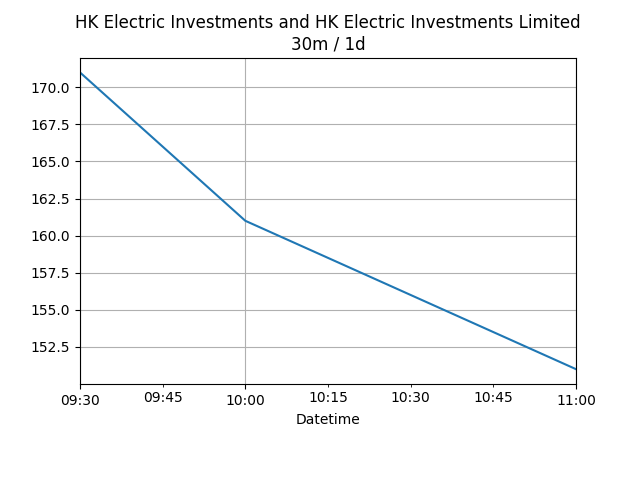 HK Electric Investments and HK Electric Investments Limited
30m / 1d
170.0
167.5
165.0
162.5
160.0
157.5
155.0
152.5
09:30 09:45 10:00 10:15 10:30 10:45 11:00
Datetime